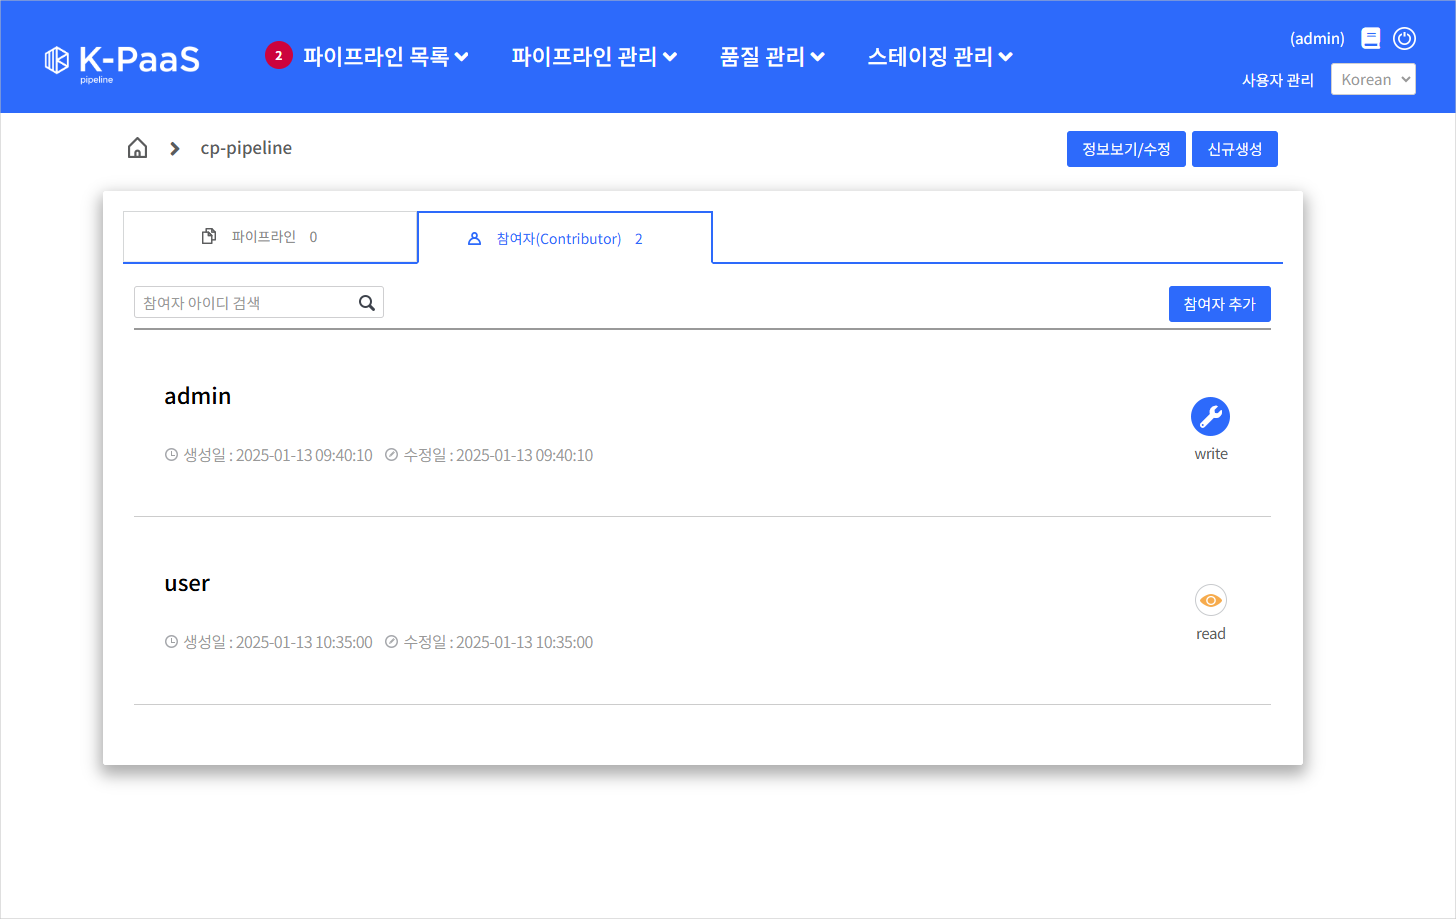 K-PaaS
pipeline
2 파이프라인 목록 파이프라인 관리 품질 관리 스테이징 관리
(admin)
사용자 관리 Korean
cp-pipeline
정보보기/수정 신규생성
파이프라인 0
참여자(Contributor) 2
참여자 아이디 검색
참여자 추가
admin
생성일 : 2025-01-13 09:40:10 수정일 : 2025-01-13 09:40:10
write
user
생성일 : 2025-01-13 10:35:00 수정일 : 2025-01-13 10:35:00
read